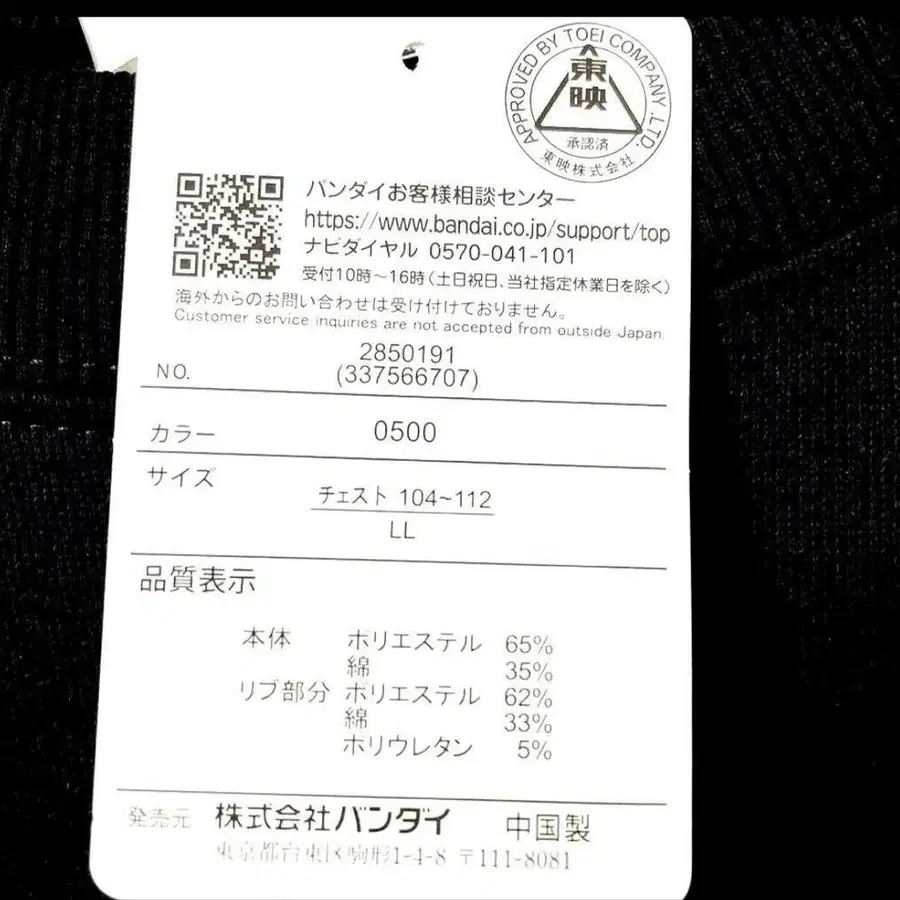 APPROVED BY TOEI COMPANY, LTD.
東映
承認済
東映株式会社
バンダイお客様相談センター
https://www.bandai.co.jp/support/top
ナビダイヤル 0570-041-101
受付10時～16時(土日祝日、当社指定休業日を除く)
海外からのお問い合わせは受け付けておりません。
Customer service inquiries are not accepted from outside Japan.
NO. 2850191
(337566707)
カラー 0500
サイズ チェスト 104~112
LL
品質表示
本体 ポリエステル 65%
綿 35%
リブ部分 ポリエステル 62%
綿 33%
ポリウレタン 5%
発売元 株式会社バンダイ 中国製
東京都台東区駒形1-4-8 〒111-8081